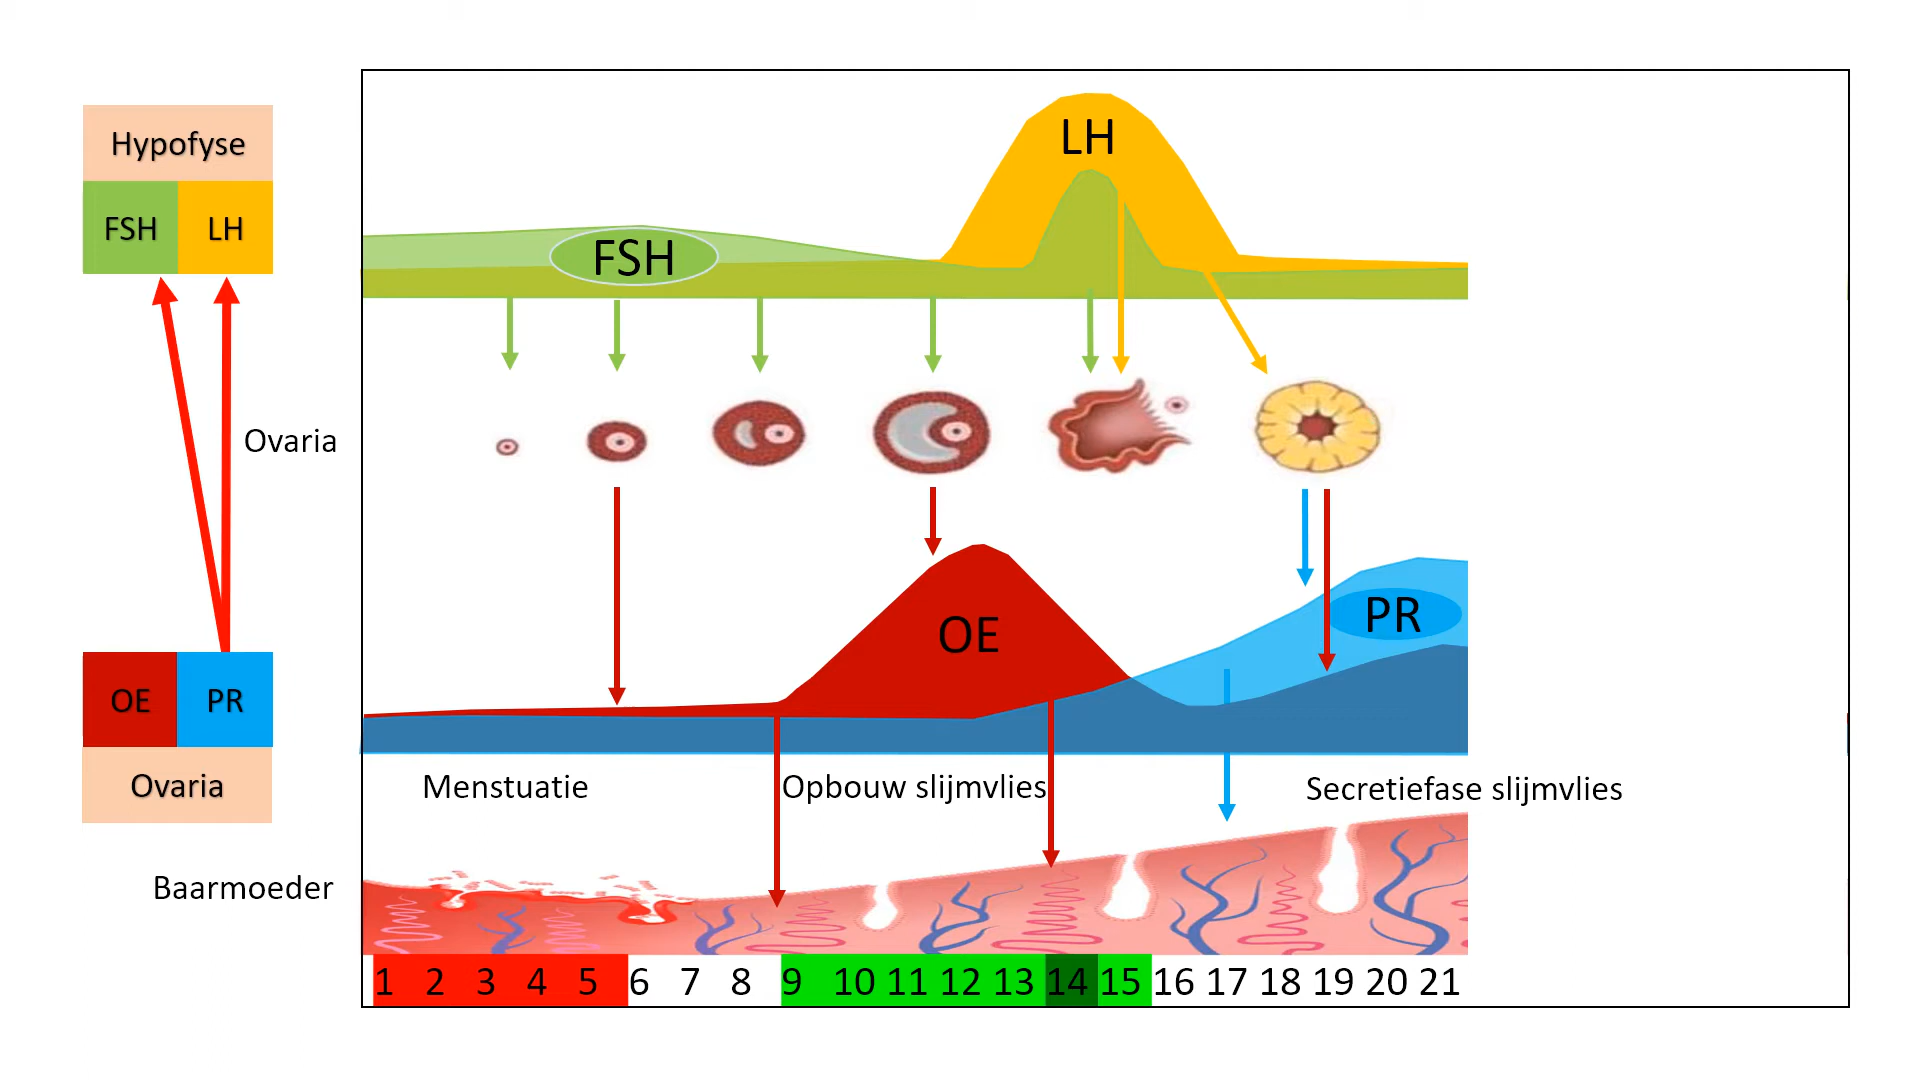 Hypofyse
FSH LH
LH
FSH
Ovaria
OE
PR
OE PR
Ovaria
Menstuatie Opbouw slijmvlies Secretiefase slijmvlies
Baarmoeder
1 2 3 4 5 6 7 8 9 10 11 12 13 14 15 16 17 18 19 20 21